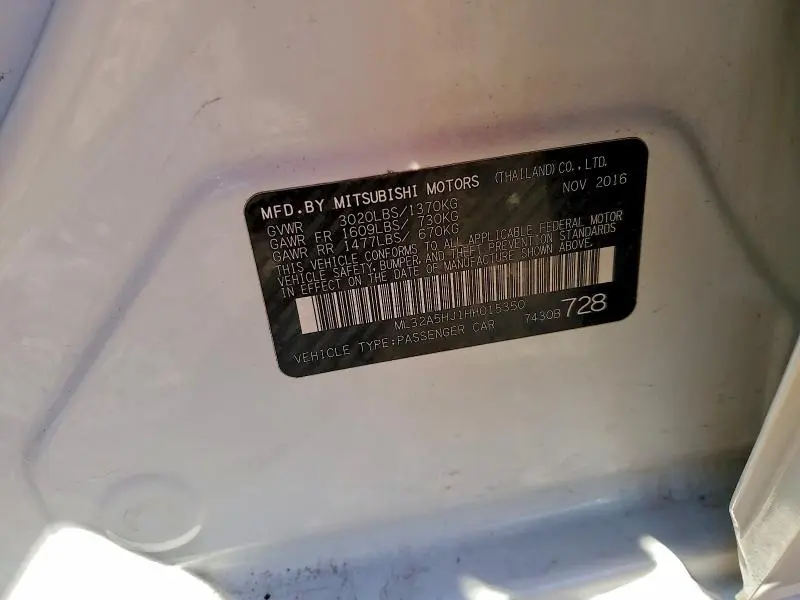 MFD.BY MITSUBISHI MOTORS (THAILAND) CO., LTD.
NOV 2016
GVWR 3020LBS/1370KG
GAWR FR 1609LBS/ 730KG
GAWR RR 1477LBS/ 670KG
THIS VEHICLE CONFORMS TO ALL APPLICABLE FEDERAL MOTOR
VEHICLE SAFETY, BUMPER, AND THEFT PREVENTION STANDARDS
IN EFFECT ON THE DATE OF MANUFACTURE SHOWN ABOVE.
ML32A5HJ1HH015350
VEHICLE TYPE:PASSENGER CAR 7430B 728